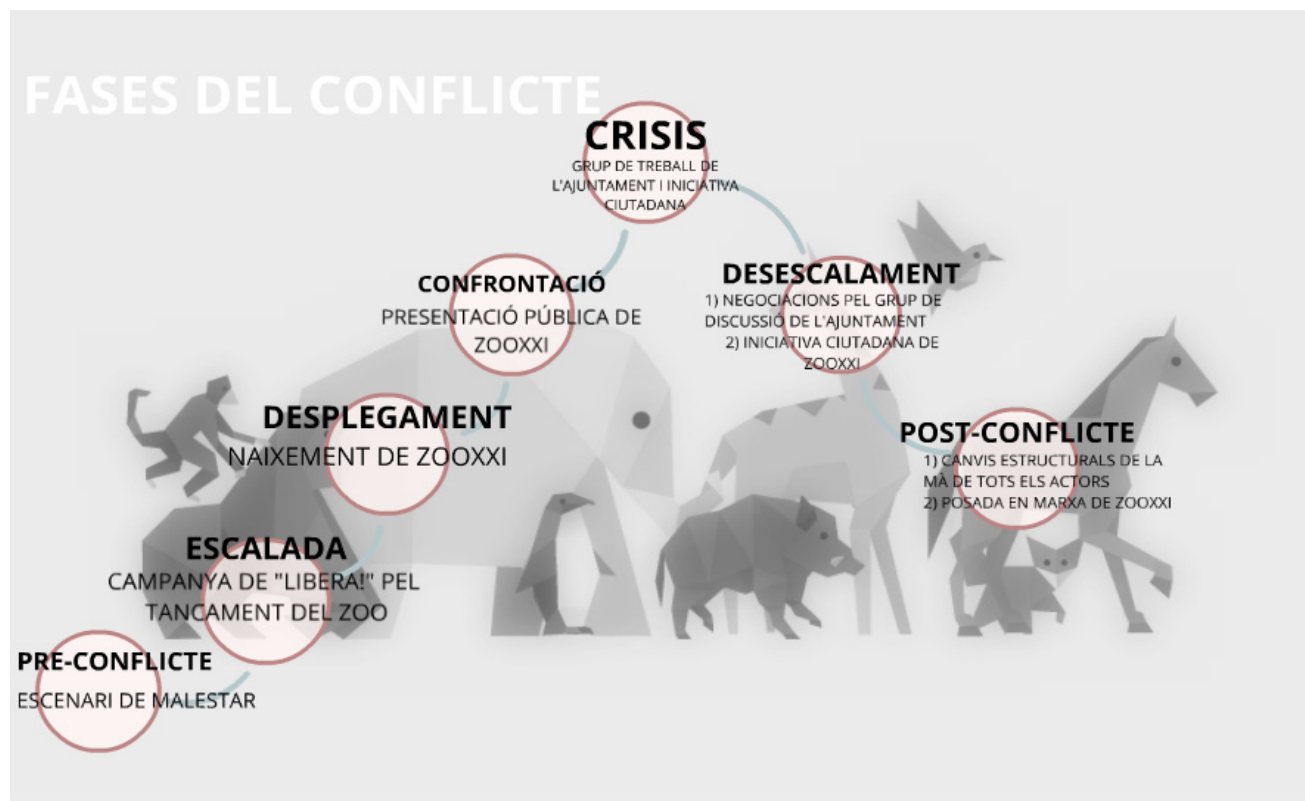 FASES DEL CONFLICTE
CRISIS
GRUP DE TREBALL DE
L'AJUNTAMENT I INICIATIVA
CIUTADANA
CONFRONTACIÓ
PRESENTACIÓ PÚBLICA DE
ZOOXXI
DESESCALAMENT
1) NEGOCIACIONS PEL GRUP DE
DISCUSSIÓ DE L'AJUNTAMENT
2) INICIATIVA CIUTADANA DE
ZOOXXI
DESPLEGAMENT
NAIXEMENT DE ZOOXXI
POST-CONFLICTE
1) CANVIS ESTRUCTURALS DE LA
MÀ DE TOTS ELS ACTORS
2) POSADA EN MARXA DE ZOOXXI
ESCALADA
CAMPANYA DE "LIBERA!" PEL
TANCAMENT DEL ZOO
PRE-CONFLICTE
ESCENARI DE MALESTAR